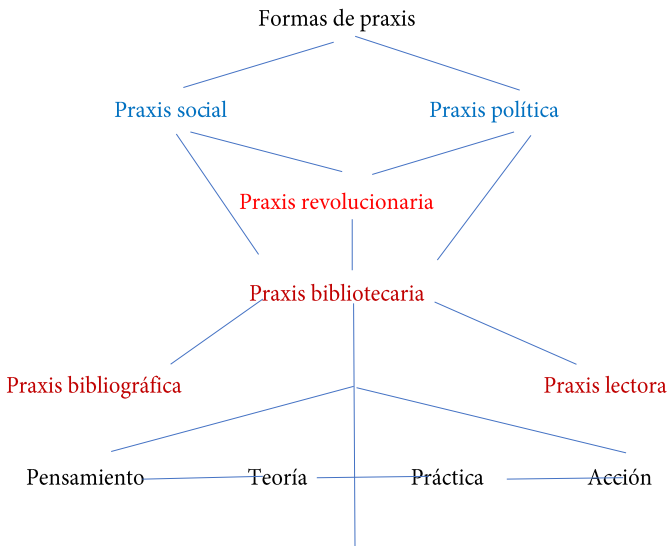 Formas de praxis
Praxis social
Praxis política
Praxis revolucionaria
Praxis bibliotecaria
Praxis bibliográfica
Praxis lectora
Pensamiento
Teoría
Práctica
Acción